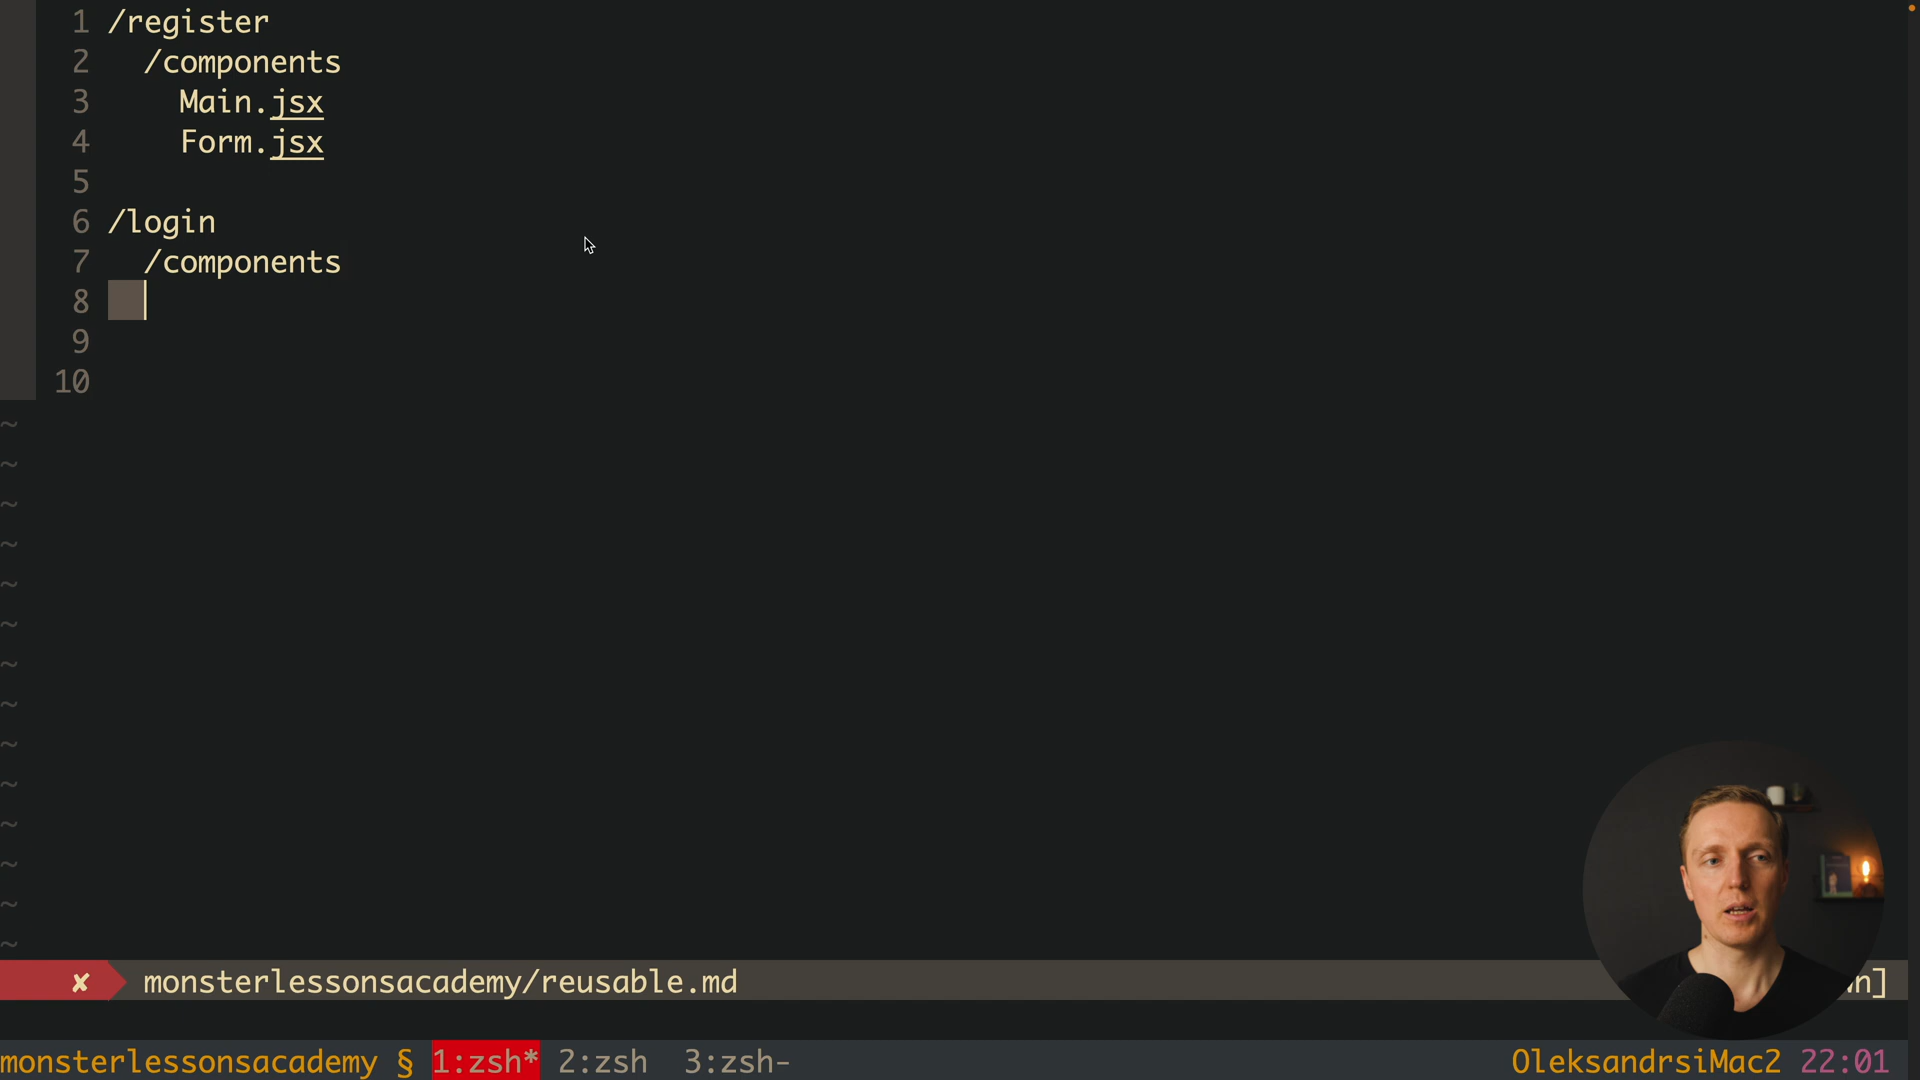 1 /register
2 /components
3 Main.jsx
4 Form.jsx
5
6 /login
7 /components
8
9
10
~
~
~
~
~
~
~
~
~
~
~
~
~
~
✘ monsterlessonsacademy/reusable.md
monsterlessonsacademy § 1:zsh* 2:zsh 3:zsh- OleksandrsiMac2 22:01